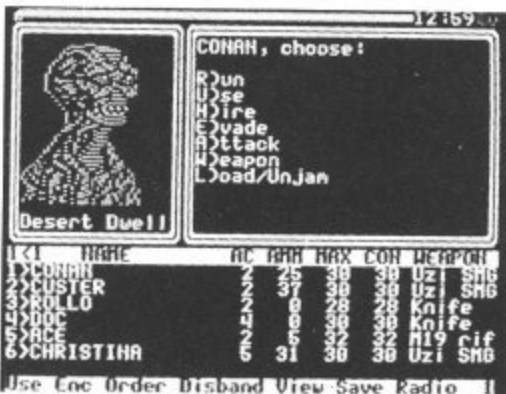 12:59
CONAN, choose:
R)un
U)se
H)ire
E)vade
A)ttack
W)eapon
L)oad/Unjam
Desert Dwell
NAME AC AMM MAX CON WEAPON
1>CONAN 2 25 30 30 Uzi SMG
2>CUSTER 2 37 30 30 Uzi SMG
3>ROLLO 2 0 28 28 Knife
4>DOC 4 0 30 30 Knife
5>ACE 2 5 32 32 M19 rif
6>CHRISTINA 5 31 30 30 Uzi SMG
Use Enc Order Disband View Save Radio